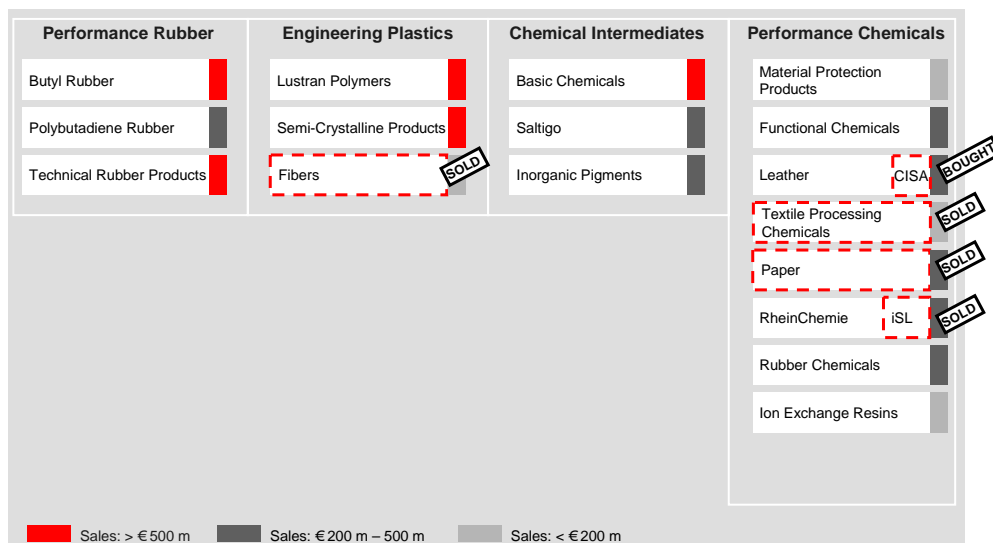 Performance Rubber
Butyl Rubber
Polybutadiene Rubber
Technical Rubber Products
Engineering Plastics
Lustran Polymers
Semi-Crystalline Products
Fibers
SOLD
Chemical Intermediates
Basic Chemicals
Saltigo
Inorganic Pigments
Performance Chemicals
Material Protection
Products
Functional Chemicals
Leather CISA BOUGHT
Textile Processing
Chemicals
SOLD
Paper SOLD
RheinChemie iSL SOLD
Rubber Chemicals
Ion Exchange Resins
Sales: > € 500 m Sales: € 200 m – 500 m Sales: < € 200 m